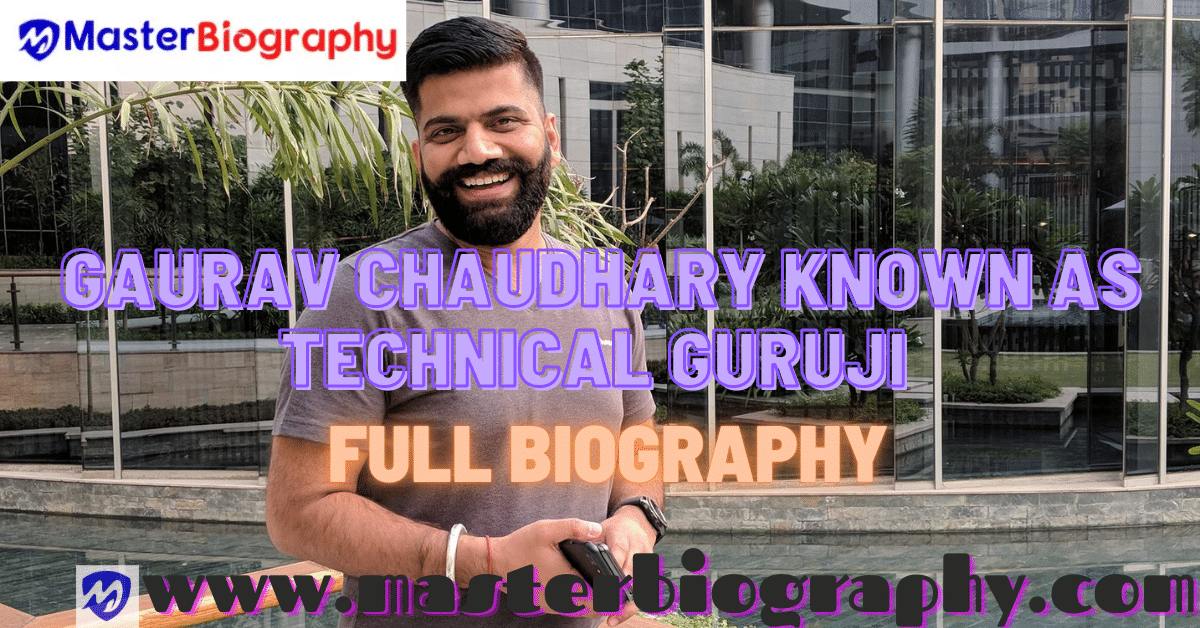 MasterBiography
GAURAV CHAUDHARY KNOWN AS
TECHNICAL GURUJI
FULL BIOGRAPHY
www.masterbiography.com